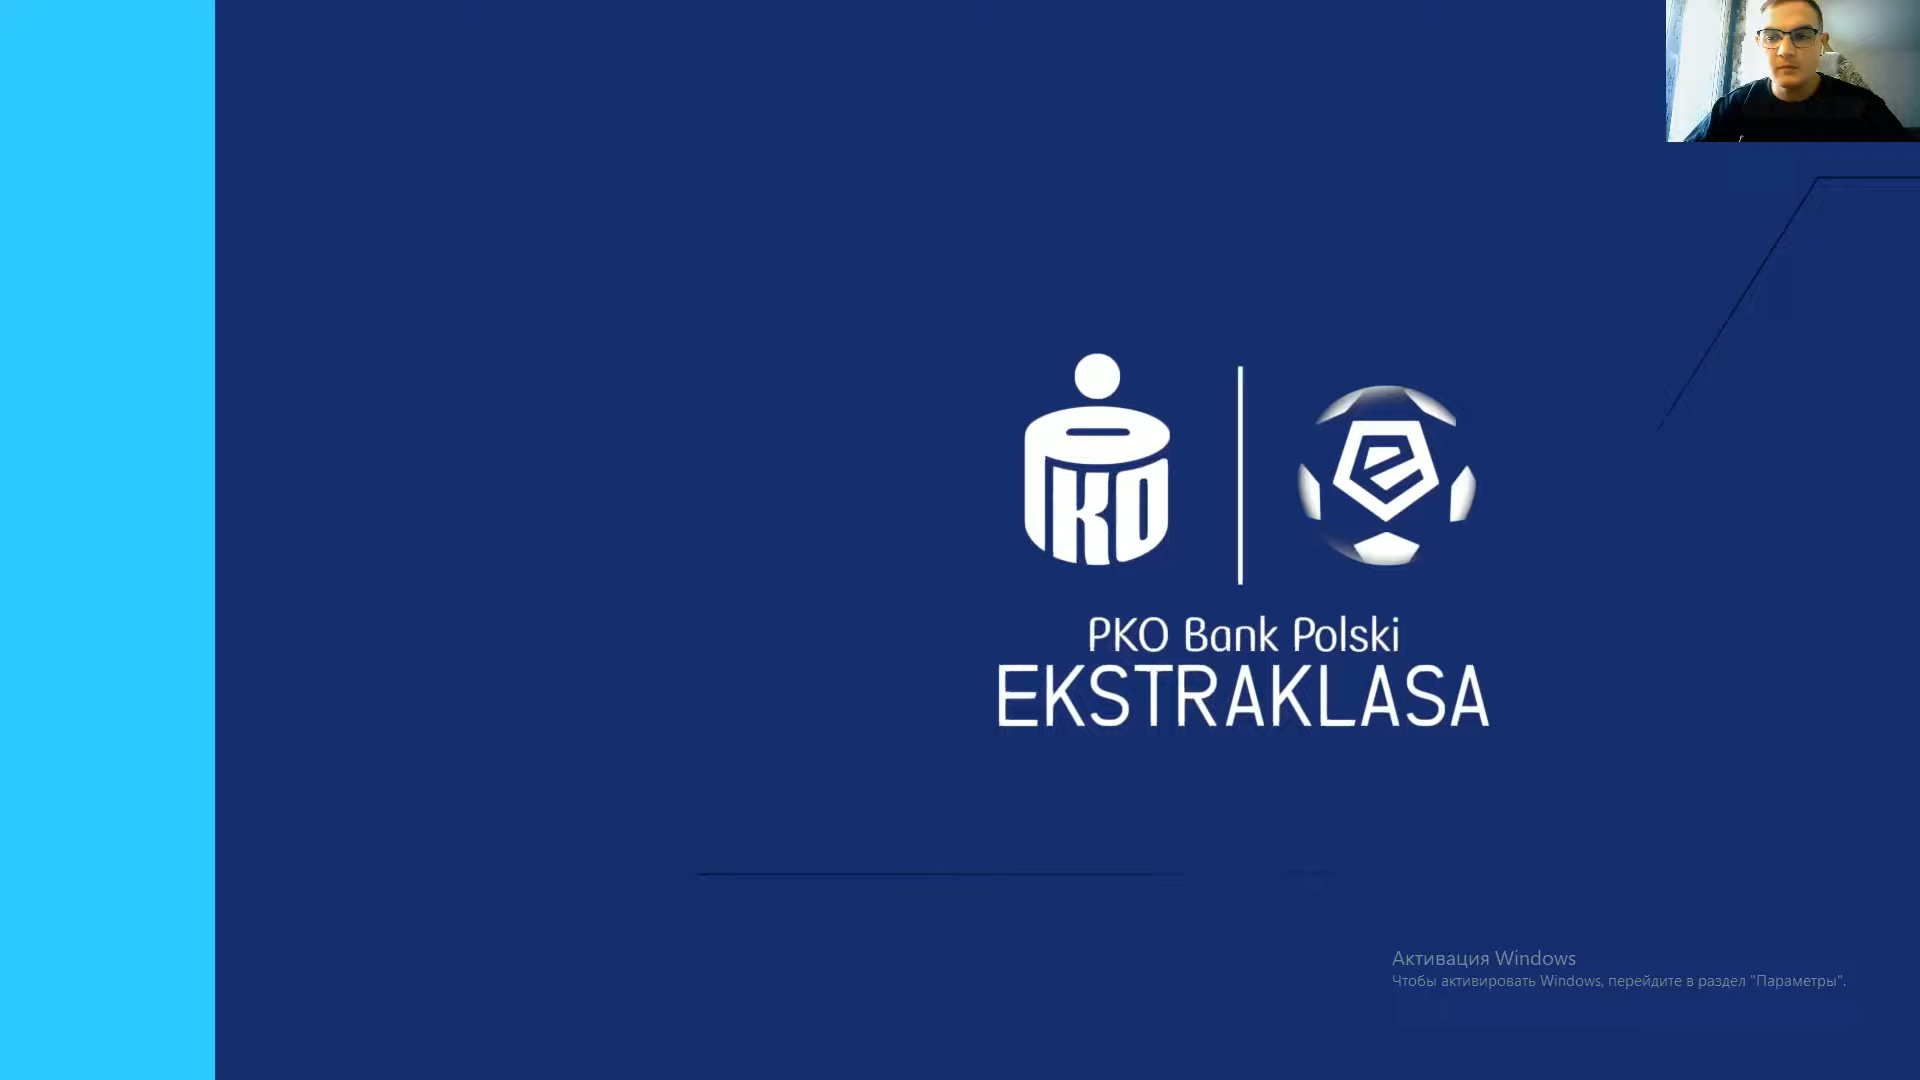 PKO
PKO Bank Polski
EKSTRAKLASA
Активация Windows
Чтобы активировать Windows, перейдите в раздел "Параметры".